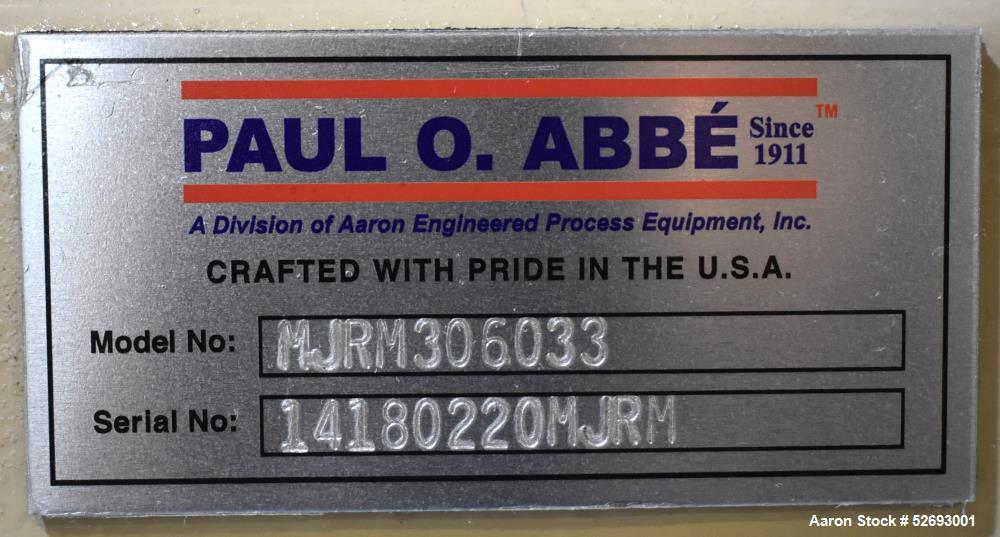 PAUL O. ABBÉ Since 1911 ™
A Division of Aaron Engineered Process Equipment, Inc.
CRAFTED WITH PRIDE IN THE U.S.A.
Model No: MJRM306033
Serial No: 14180220MJRM
Aaron Stock # 52693001